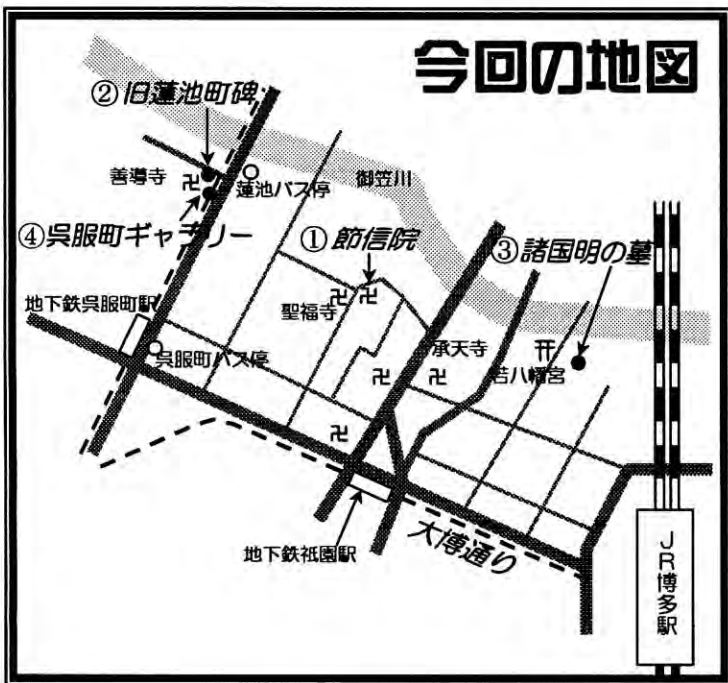 今回の地図
②旧蓮池町碑
善導寺
蓮池バス停
御笠川
④呉服町ギャラリー
①節信院
③諸国明の墓
地下鉄呉服町駅
聖福寺
承天寺
若八幡宮
呉服町バス停
地下鉄祇園駅
大博通り
JR博多駅